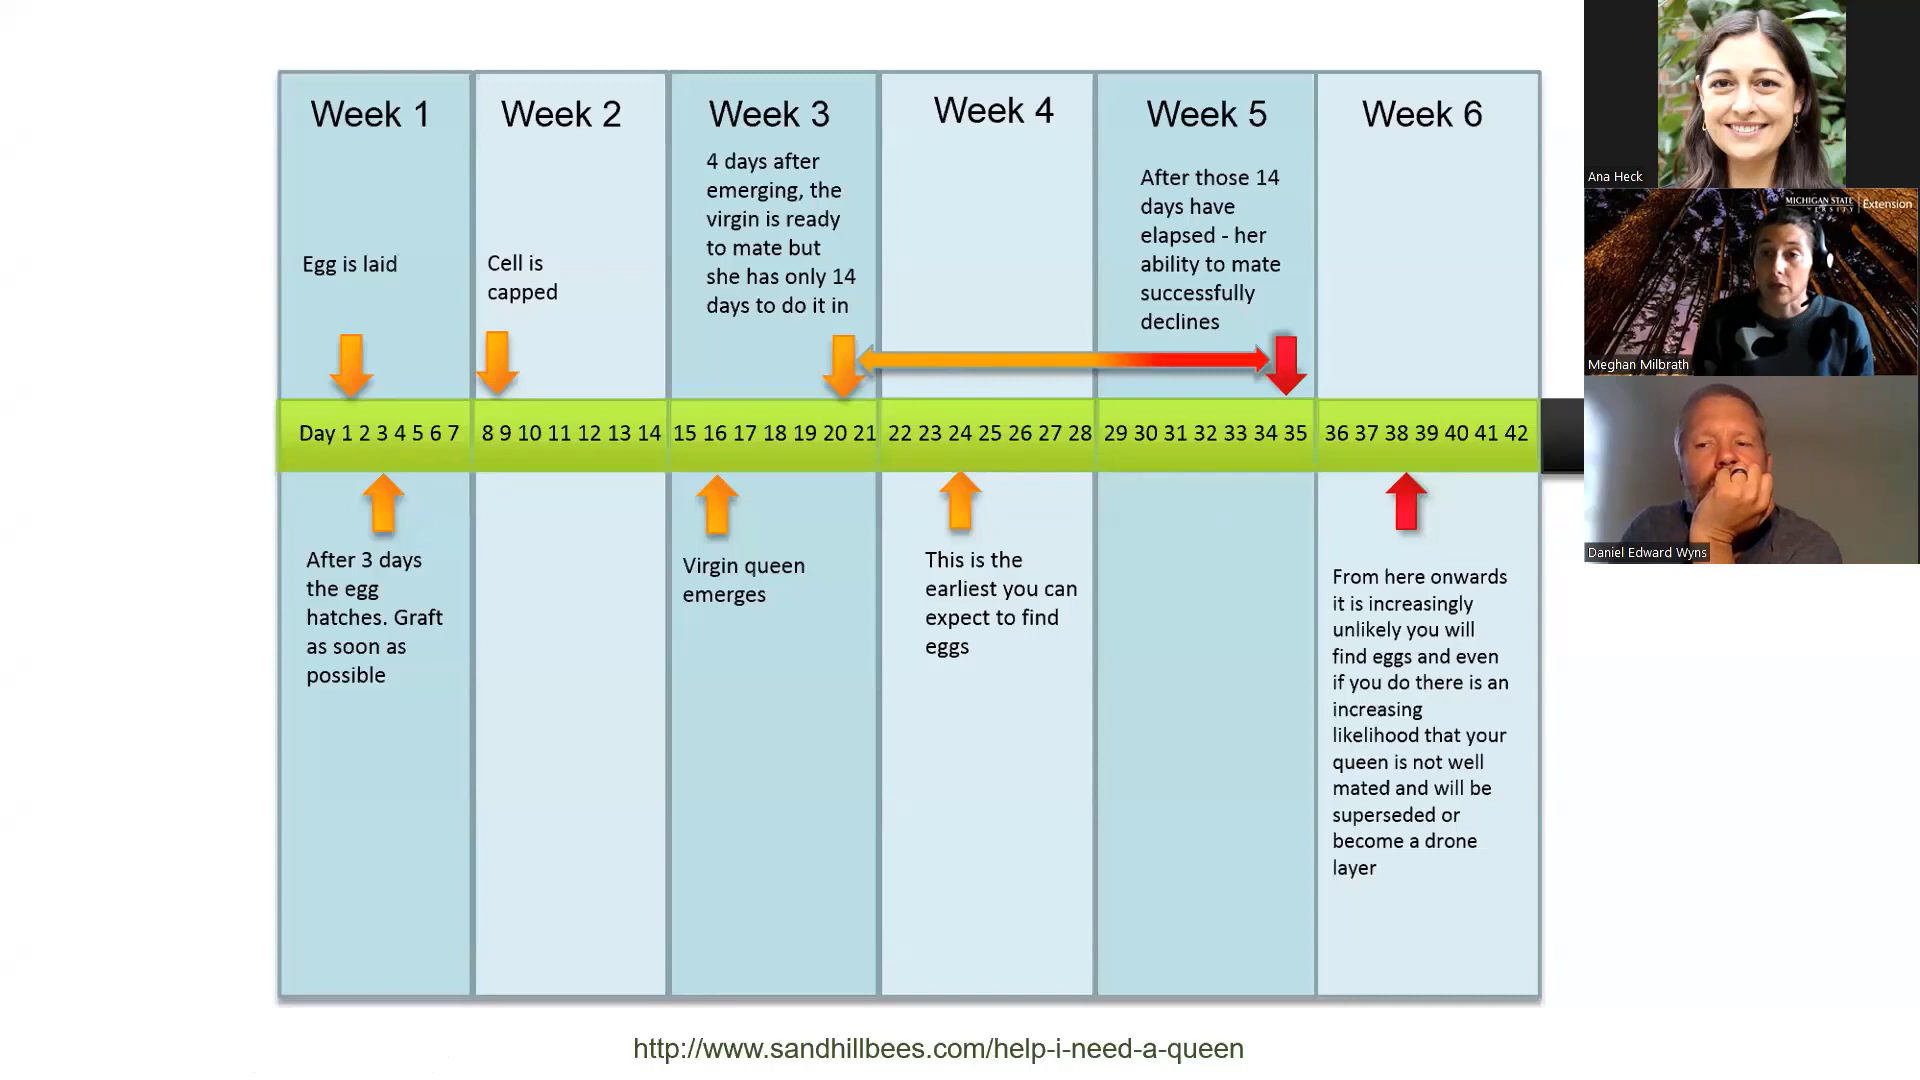 Week 1
Week 2
Week 3
Week 4
Week 5
Week 6
Egg is laid
Cell is
capped
4 days after
emerging, the
virgin is ready
to mate but
she has only 14
days to do it in
After those 14
days have
elapsed - her
ability to mate
successfully
declines
Day 1 2 3 4 5 6 7
8 9 10 11 12 13 14
15 16 17 18 19 20 21
22 23 24 25 26 27 28
29 30 31 32 33 34 35
36 37 38 39 40 41 42
After 3 days
the egg
hatches. Graft
as soon as
possible
Virgin queen
emerges
This is the
earliest you can
expect to find
eggs
From here onwards
it is increasingly
unlikely you will
find eggs and even
if you do there is an
increasing
likelihood that your
queen is not well
mated and will be
superseded or
become a drone
layer
http://www.sandhillbees.com/help-i-need-a-queen
Ana Heck
MICHIGAN STATE
Extension
Meghan Milbrath
Daniel Edward Wyns